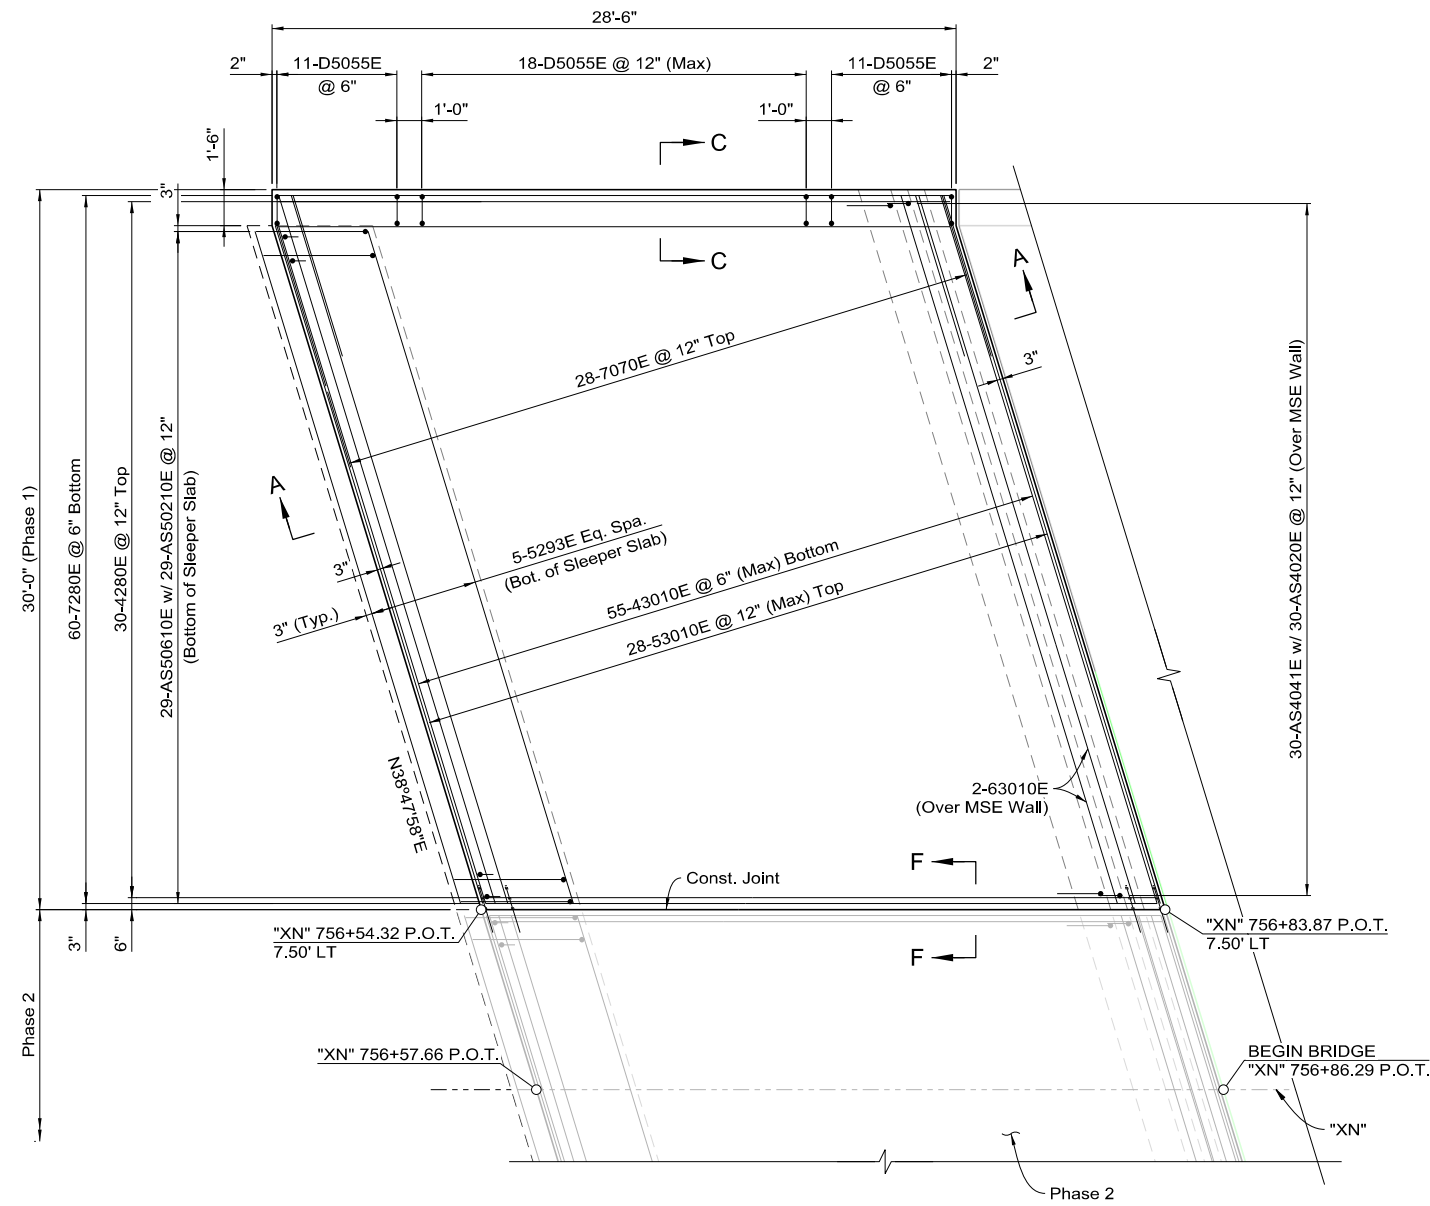 28'-6"
2"
11-D5055E
@ 6"
18-D5055E @ 12" (Max)
11-D5055E
@ 6"
2"
1'-0"
1'-0"
1'-6"
3"
C
C
A
A
28-7070E @ 12" Top
3"
30'-0" (Phase 1)
60-7280E @ 6" Bottom
30-4280E @ 12" Top
29-AS50610E w/ 29-AS50210E @ 12"
(Bottom of Sleeper Slab)
30-AS4041E w/ 30-AS4020E @ 12" (Over MSE Wall)
5-5293E Eq. Spa.
(Bot. of Sleeper Slab)
3"
3" (Typ.)
55-43010E @ 6" (Max) Bottom
28-53010E @ 12" (Max) Top
N38°47'58"E
2-63010E
(Over MSE Wall)
F
F
Const. Joint
"XN" 756+54.32 P.O.T.
7.50' LT
"XN" 756+83.87 P.O.T.
7.50' LT
3"
6"
Phase 2
"XN" 756+57.66 P.O.T.
BEGIN BRIDGE
"XN" 756+86.29 P.O.T.
"XN"
Phase 2